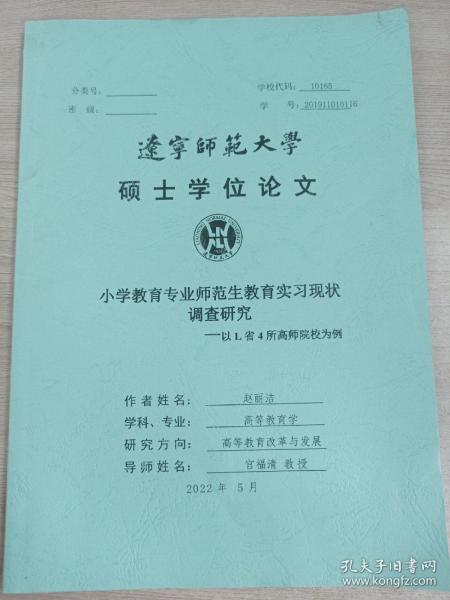 分类号：
学校代码： 10165
密 级：
学 号：201911010116
遼寧師範大學
硕士学位论文
LIAONING NORMAL UNIVERSITY
小学教育专业师范生教育实习现状
调查研究
——以 L 省 4 所高师院校为例
作者姓名： 赵丽洁
学科、专业： 高等教育学
研究方向： 高等教育改革与发展
导师姓名： 宫福清 教授
2022 年 5 月
孔夫子旧书网
www.kongfz.com